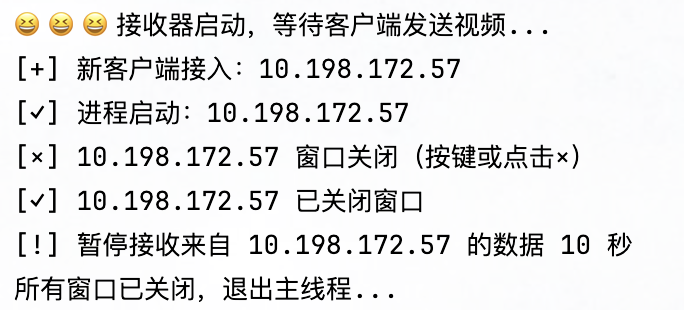 😆 😆 😆 接收器启动，等待客户端发送视频...
[+] 新客户端接入：10.198.172.57
[✓] 进程启动：10.198.172.57
[×] 10.198.172.57 窗口关闭（按键或点击×）
[✓] 10.198.172.57 已关闭窗口
[!] 暂停接收来自 10.198.172.57 的数据 10 秒
所有窗口已关闭，退出主线程...